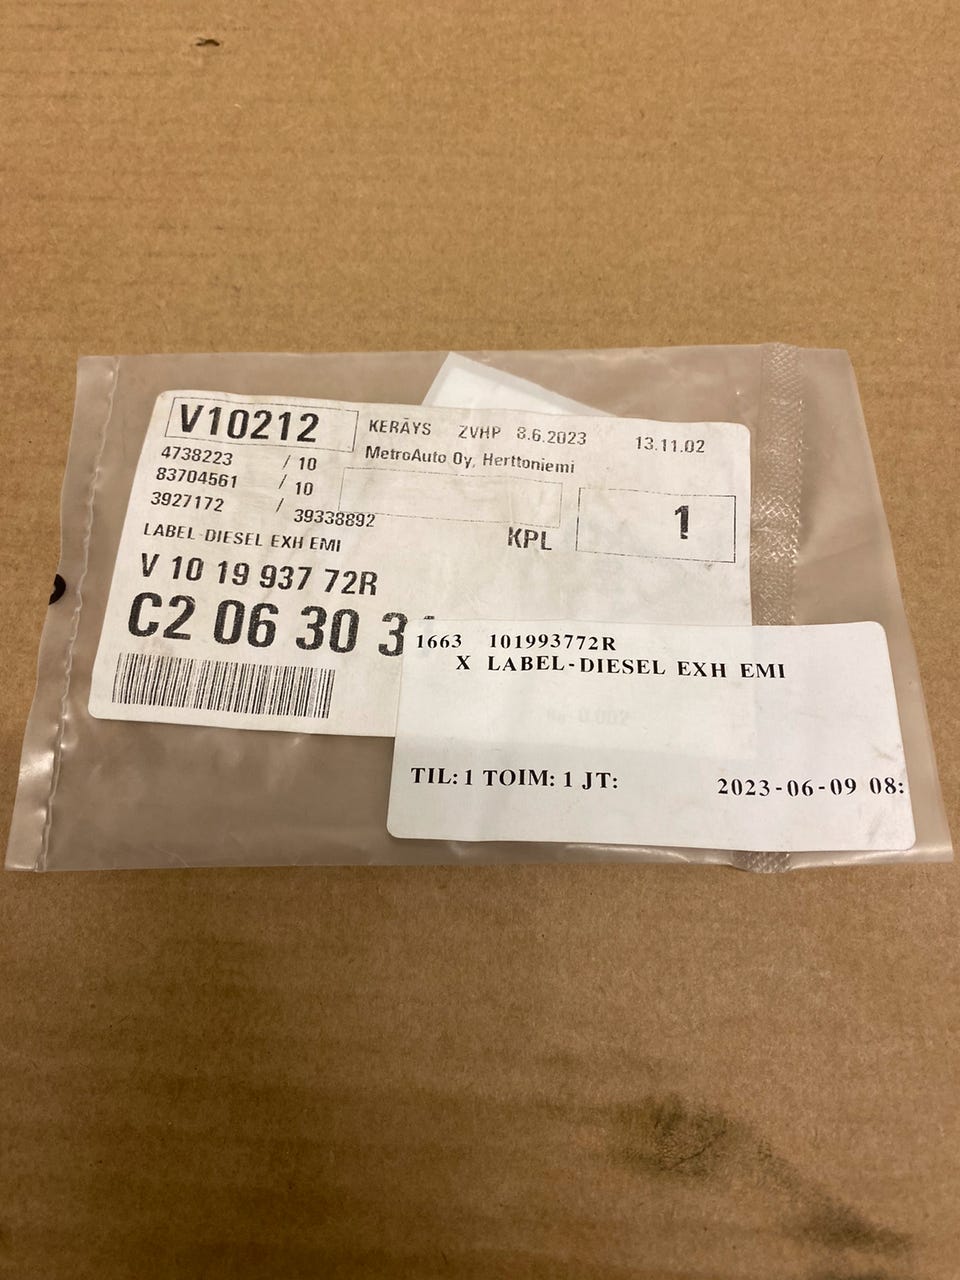 V10212
KERÄYS ZVHP 8.6.2023 13.11.02
MetroAuto Oy, Herttoniemi
4738223 / 10
83704561 / 10
3927172 / 39338892
1
KPL
LABEL-DIESEL EXH EMI
V 10 19 937 72R
C2 06 30
1663 101993772R
X LABEL-DIESEL EXH EMI
0.002
TIL: 1 TOIM: 1 JT: 2023-06-09 08: